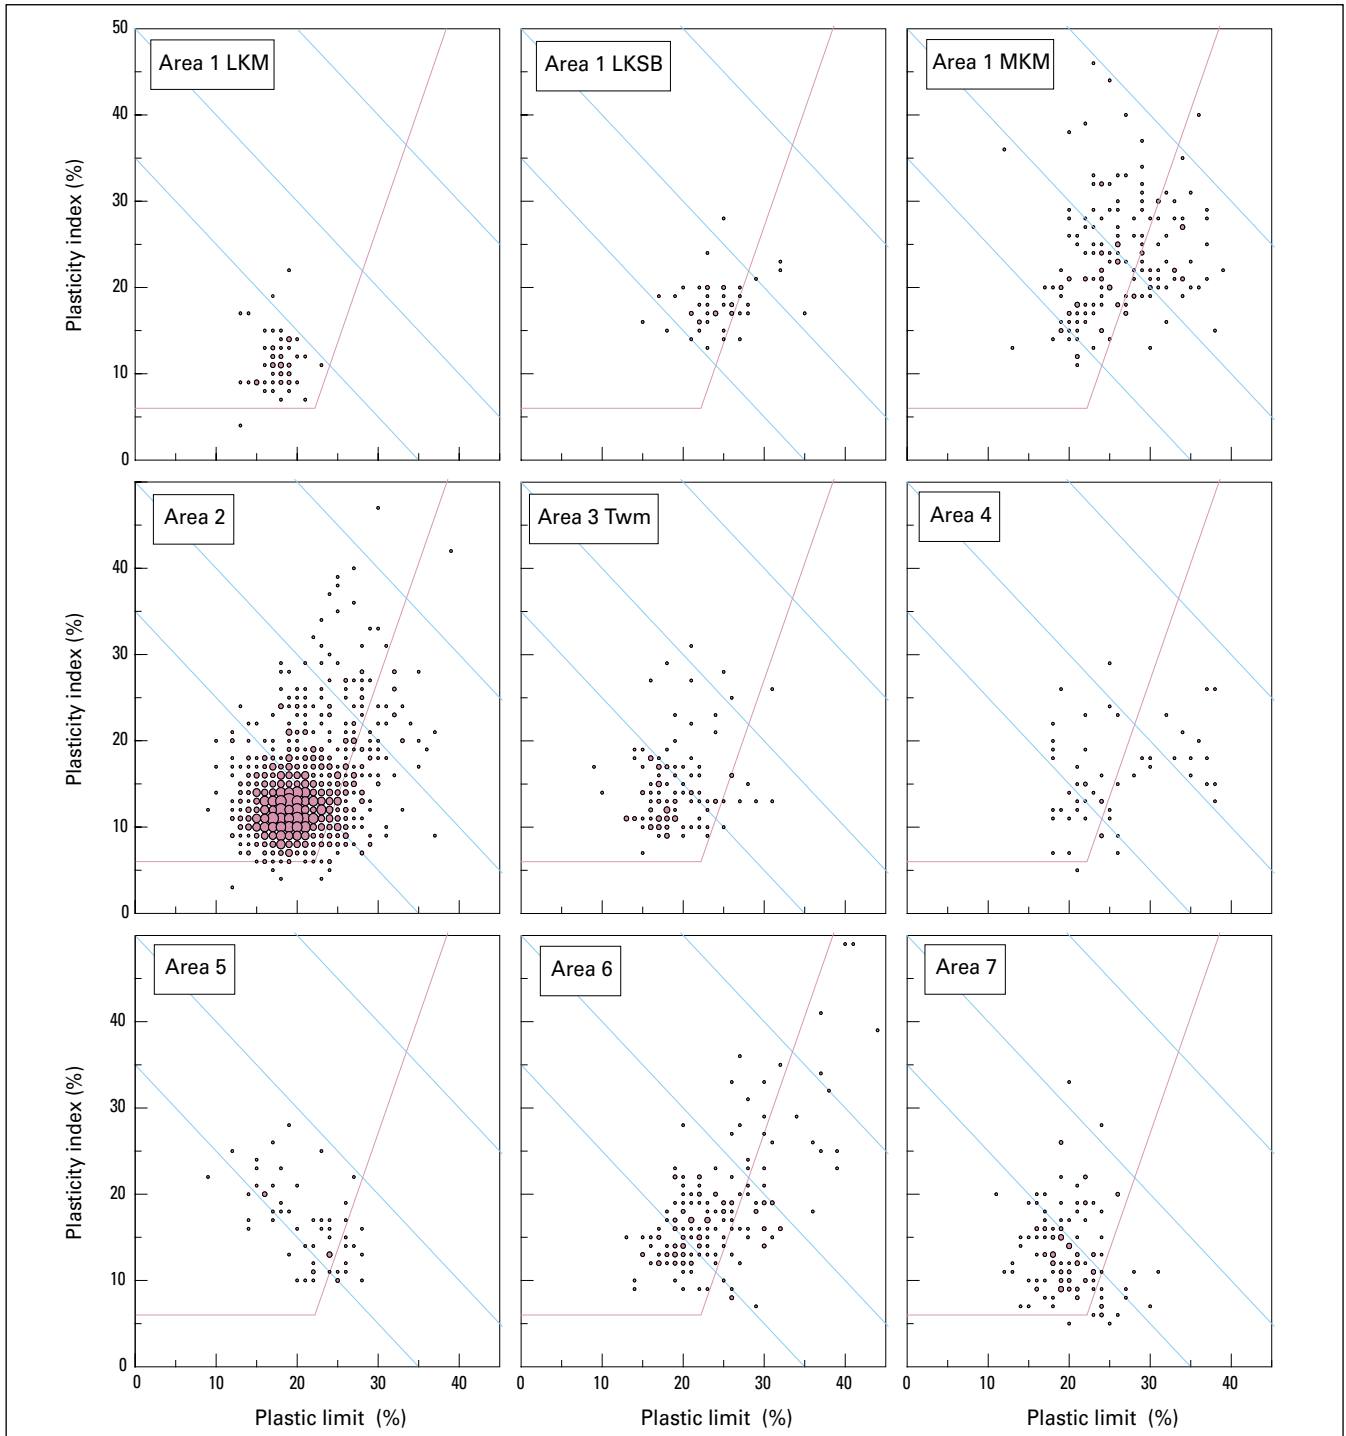 50
40
30
20
10
0
Plasticity index (%)
Area 1 LKM
Area 1 LKSB
Area 1 MKM
40
30
20
10
0
Plasticity index (%)
Area 2
Area 3 Twm
Area 4
40
30
20
10
0
Plasticity index (%)
Area 5
Area 6
Area 7
0 10 20 30 40
10 20 30 40
0 10 20 30 40
Plastic limit (%)
Plastic limit (%)
Plastic limit (%)